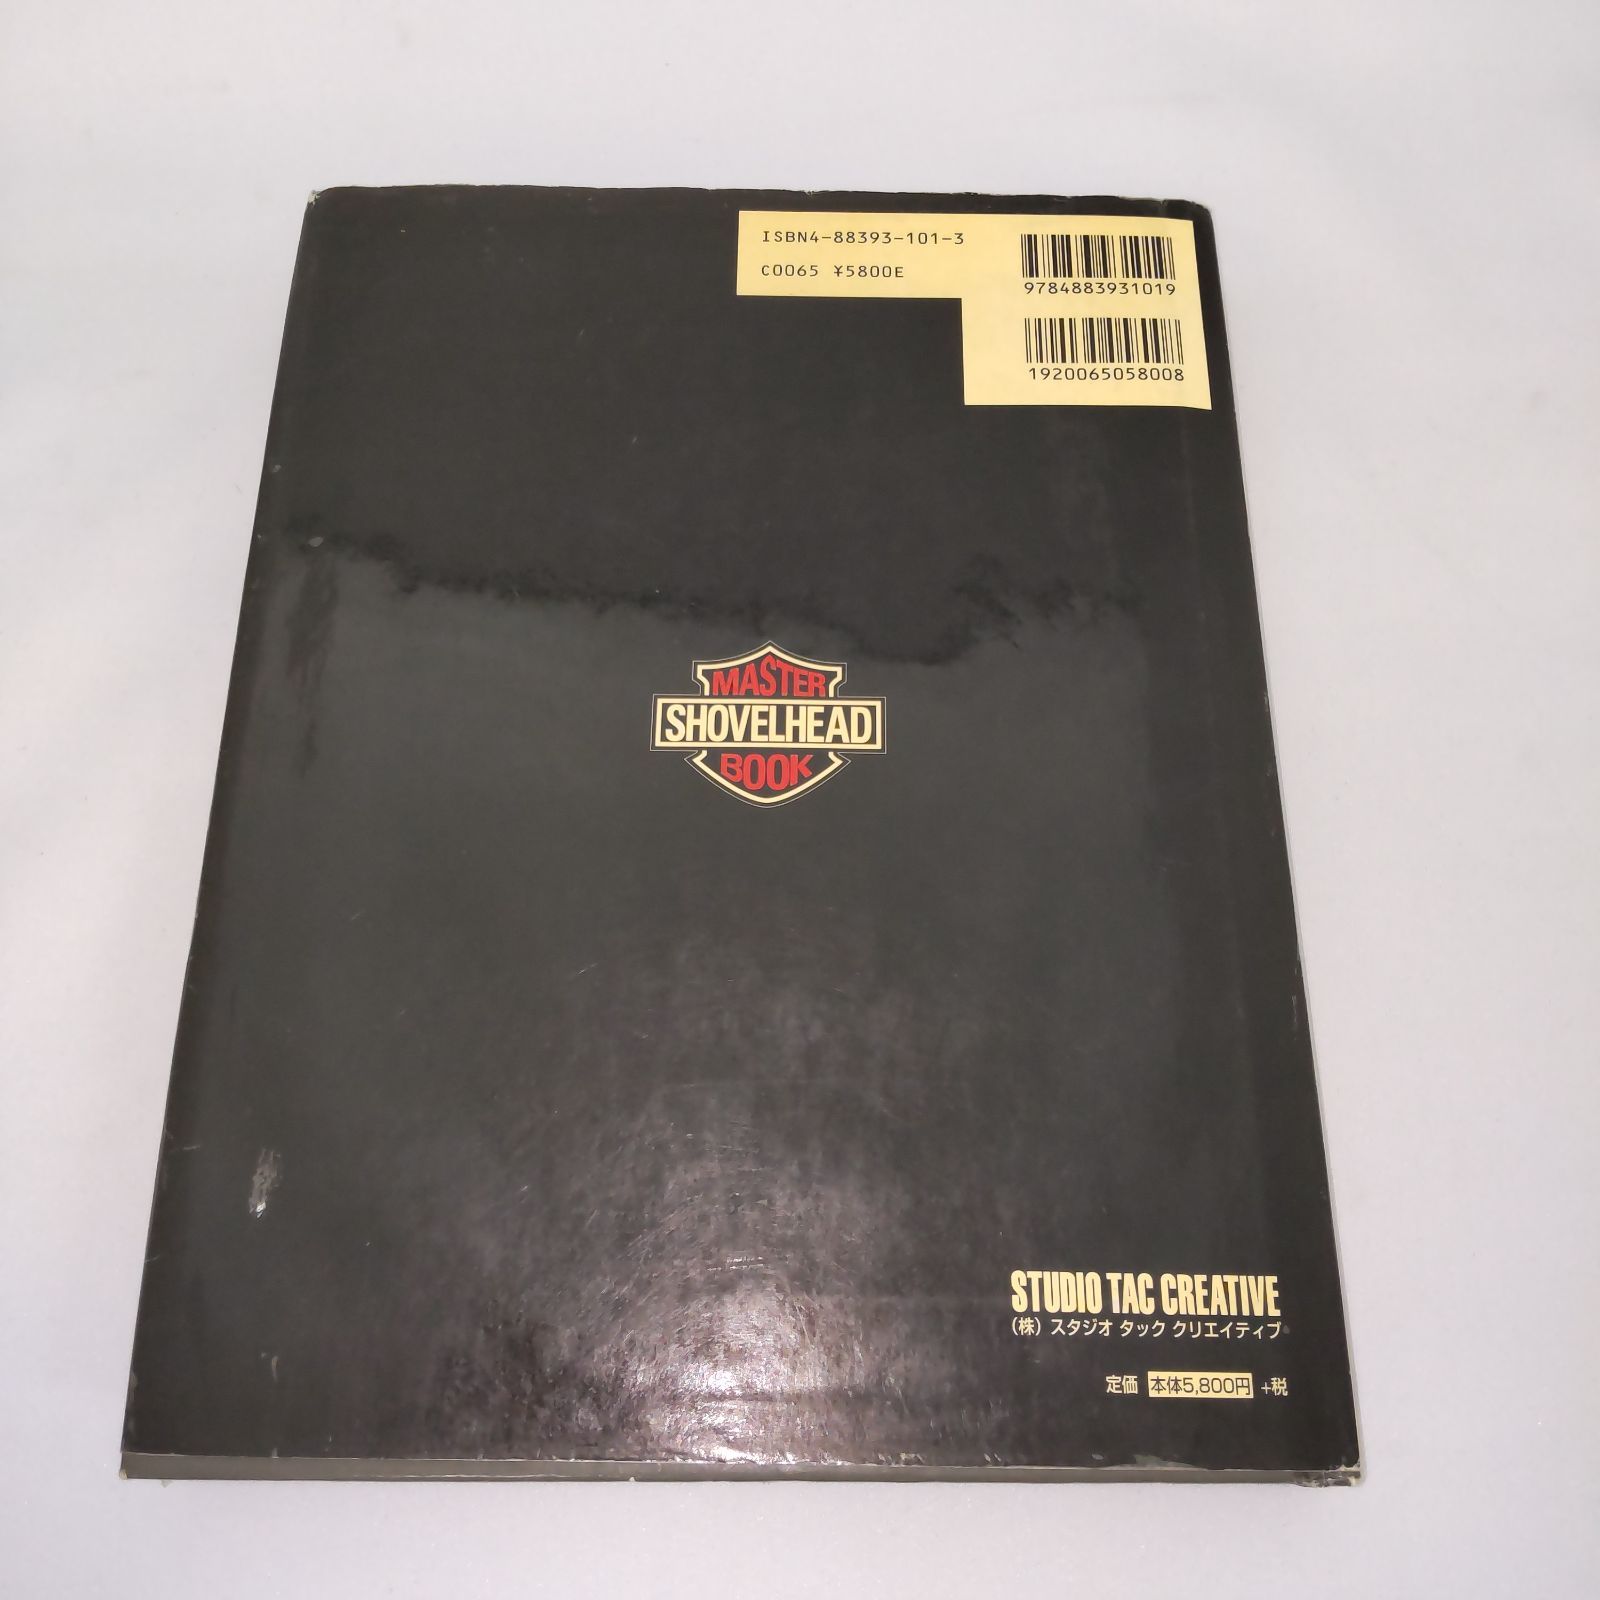 ISBN4-88393-101-3
C0065 ¥5800E
9784883931019
1920065058008
MASTER
SHOVELHEAD
BOOK
STUDIO TAC CREATIVE
(株) スタジオ タック クリエイティブ
定価 本体5,800円 +税